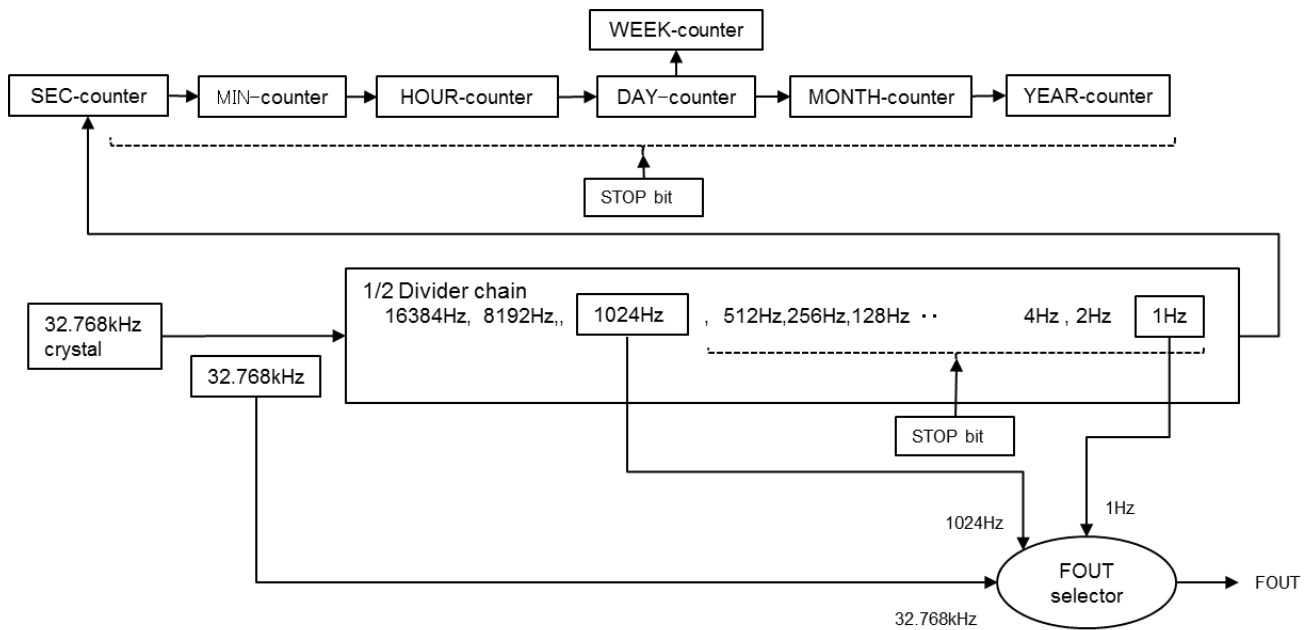 WEEK-counter
SEC-counter
MIN-counter
HOUR-counter
DAY-counter
MONTH-counter
YEAR-counter
STOP bit
1/2 Divider chain
16384Hz, 8192Hz,, 1024Hz , 512Hz,256Hz,128Hz ·· 4Hz , 2Hz 1Hz
32.768kHz
crystal
32.768kHz
STOP bit
1024Hz
1Hz
FOUT
selector
FOUT
32.768kHz